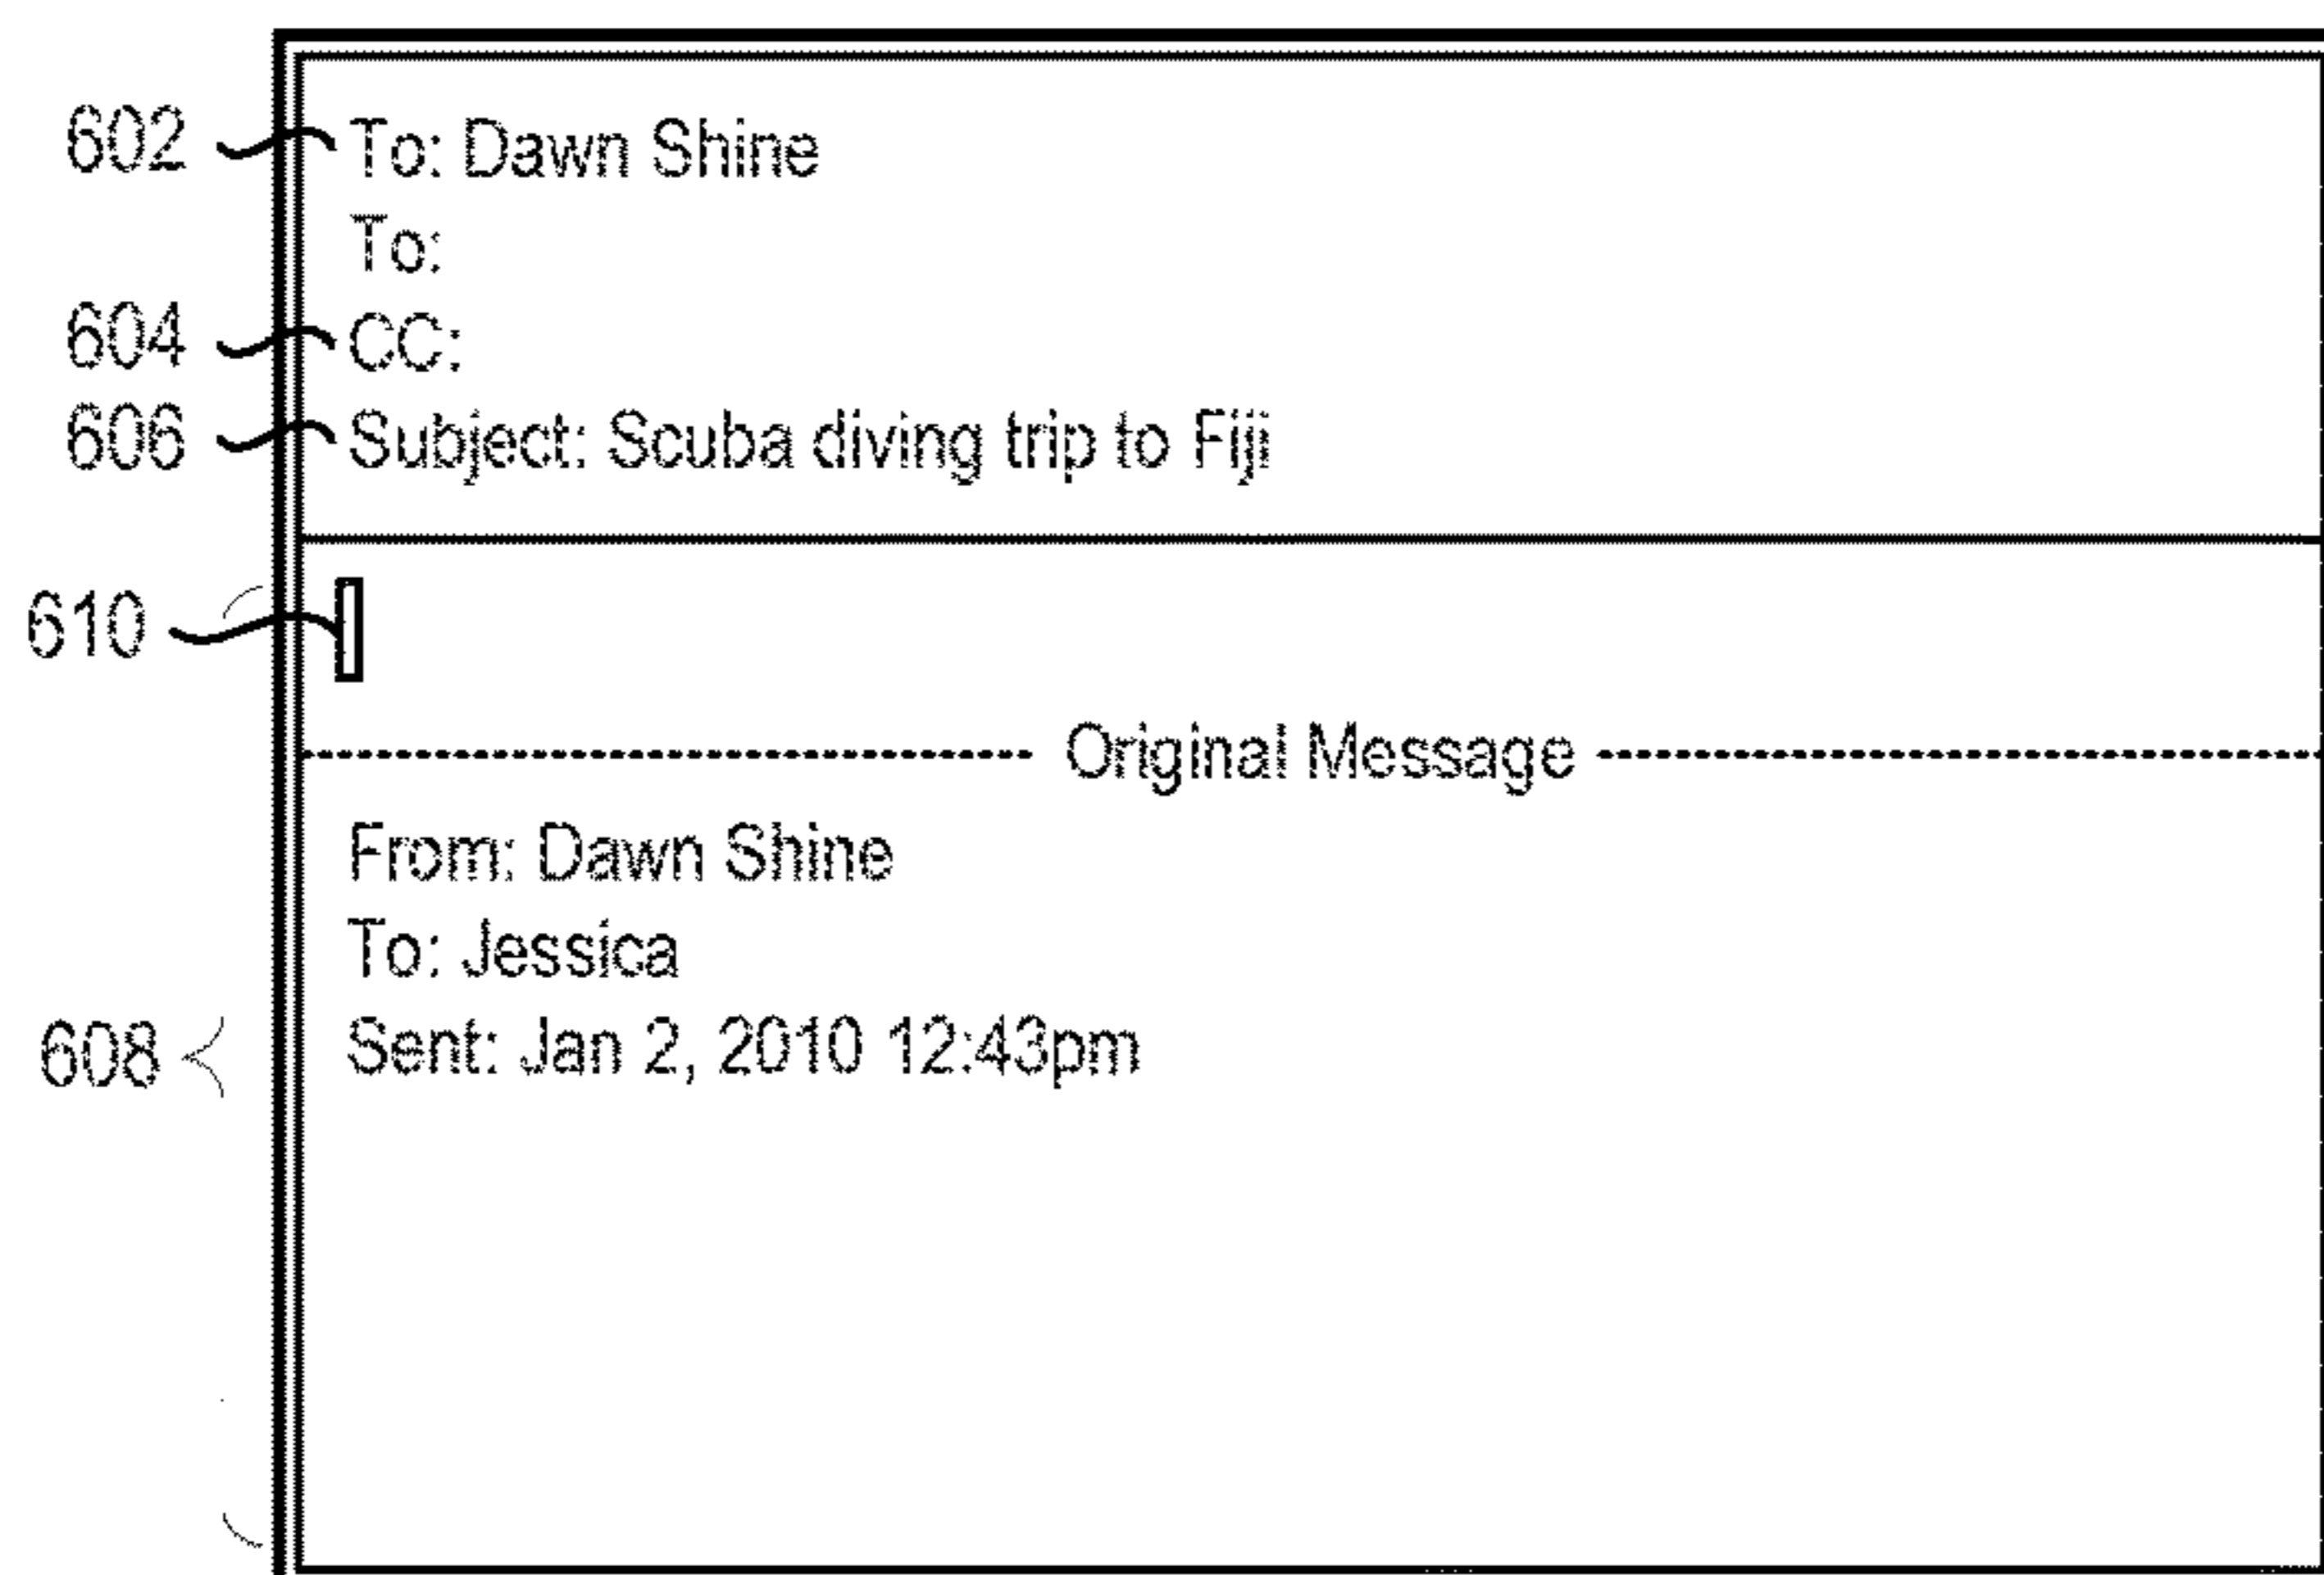 602 To: Dawn Shine
To:
604 CC:
606 Subject: Scuba diving trip to Fiji
610
Original Message
From: Dawn Shine
To: Jessica
608 Sent: Jan 2, 2010 12:43pm